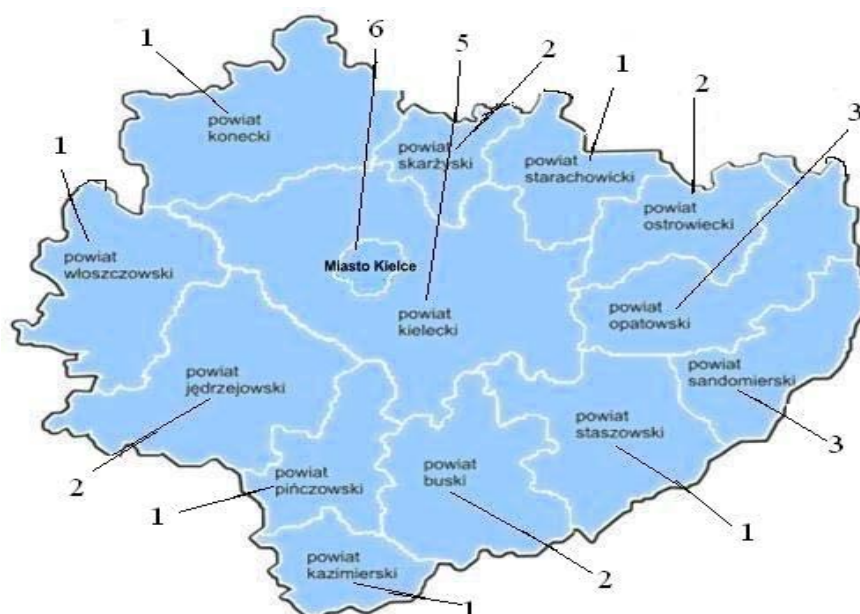 6
5
1
2
1
2
3
1
powiat
konecki
powiat
skarżyski
powiat
starachowicki
powiat
ostrowiecki
powiat
włoszczowski
Miasto Kielce
powiat
kielecki
powiat
opatowski
powiat
jędrzejowski
powiat
sandomierski
powiat
staszowski
3
2
powiat
pińczowski
powiat
buski
1
1
2
powiat
kazimierski
1